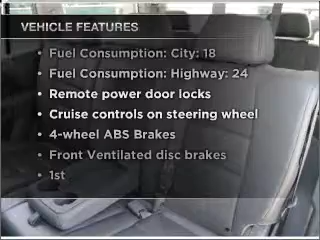 VEHICLE FEATURES
• Fuel Consumption: City: 18
• Fuel Consumption: Highway: 24
• Remote power door locks
• Cruise controls on steering wheel
• 4-wheel ABS Brakes
• Front Ventilated disc brakes
• 1st